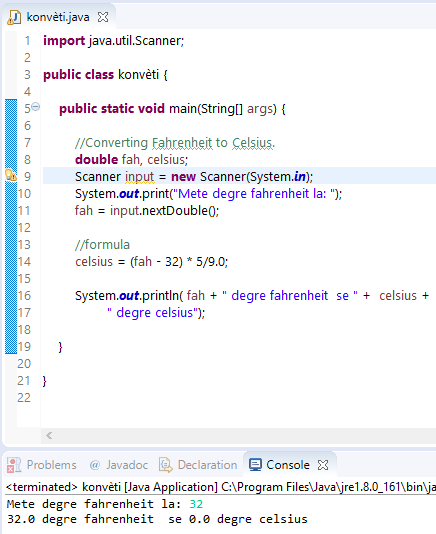 konvèti.java
1 import java.util.Scanner;
2
3 public class konvèti {
4
5 public static void main(String[] args) {
6
7 //Converting Fahrenheit to Celsius.
8 double fah, celsius;
9 Scanner input = new Scanner(System.in);
10 System.out.print("Mete degre fahrenheit la: ");
11 fah = input.nextDouble();
12
13 //formula
14 celsius = (fah - 32) * 5/9.0;
15
16 System.out.println( fah + " degre fahrenheit  se " +  celsius +
17 " degre celsius");
18
19 }
20
21 }
22
Problems @ Javadoc Declaration Console
<terminated> konvèti [Java Application] C:\Program Files\Java\jre1.8.0_161\bin\ja
Mete degre fahrenheit la: 32
32.0 degre fahrenheit  se 0.0 degre celsius